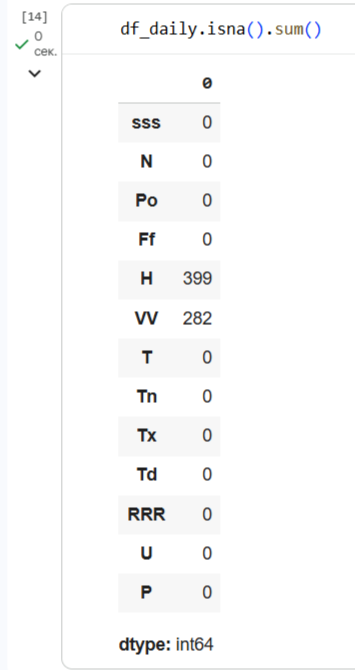 [14]
0
сек.
df_daily.isna().sum()
0
sss 0
N 0
Po 0
Ff 0
H 399
VV 282
T 0
Tn 0
Tx 0
Td 0
RRR 0
U 0
P 0
dtype: int64